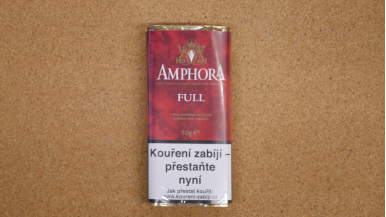 AMPHORA
FULL
50g e
Kouření zabíjí –
přestaňte
nyní
Jak přestat kouřit:
www.koureni-zabiji.cz